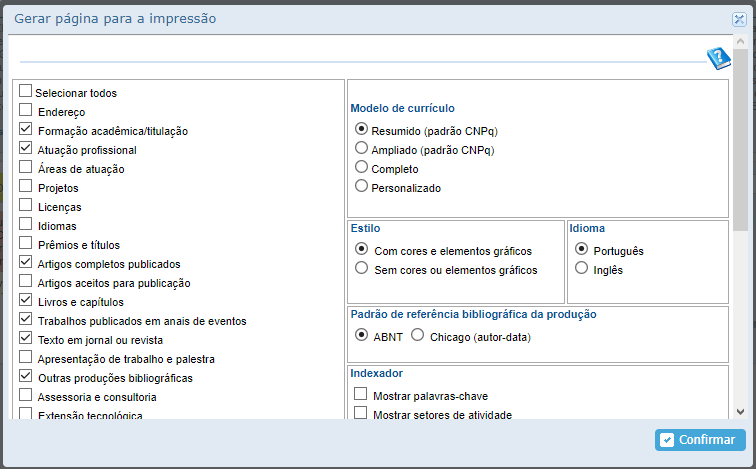 Gerar página para a impressão
Selecionar todos
Endereço
Formação acadêmica/titulação
Atuação profissional
Áreas de atuação
Projetos
Licenças
Idiomas
Prêmios e títulos
Artigos completos publicados
Artigos aceitos para publicação
Livros e capítulos
Trabalhos publicados em anais de eventos
Texto em jornal ou revista
Apresentação de trabalho e palestra
Outras produções bibliográficas
Assessoria e consultoria
Extensão tecnológica
Modelo de currículo
Resumido (padrão CNPq)
Ampliado (padrão CNPq)
Completo
Personalizado
Estilo
Com cores e elementos gráficos
Sem cores ou elementos gráficos
Idioma
Português
Inglês
Padrão de referência bibliográfica da produção
ABNT Chicago (autor-data)
Indexador
Mostrar palavras-chave
Mostrar setores de atividade
Confirmar